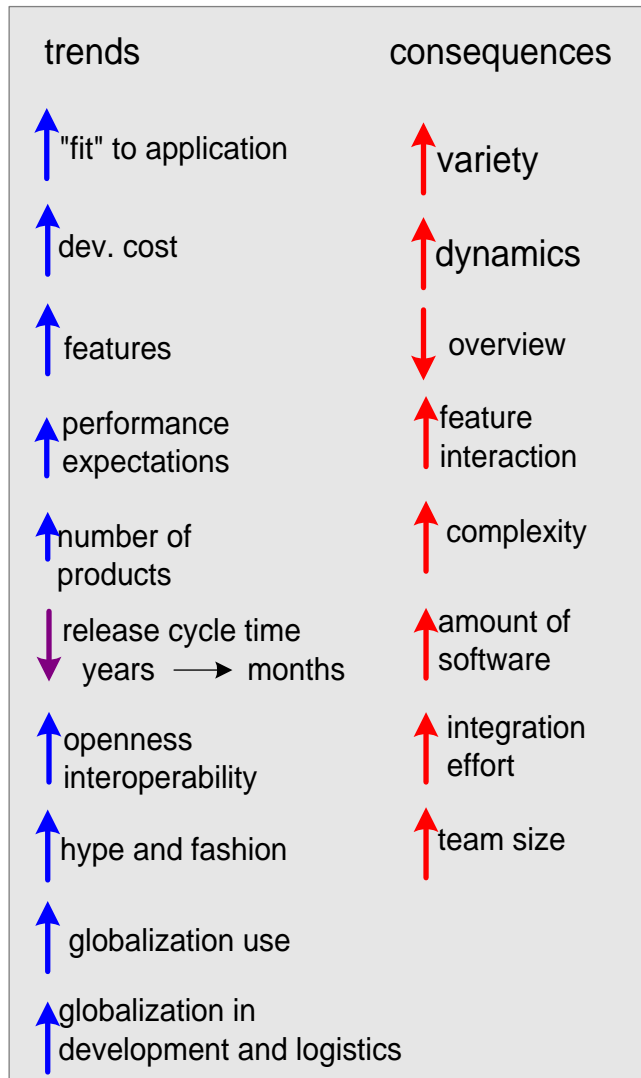 trends
"fit" to application
dev. cost
features
performance
expectations
number of
products
release cycle time
years months
openness
interoperability
hype and fashion
globalization use
globalization in
development and logistics
consequences
variety
dynamics
overview
feature
interaction
complexity
amount of
software
integration
effort
team size